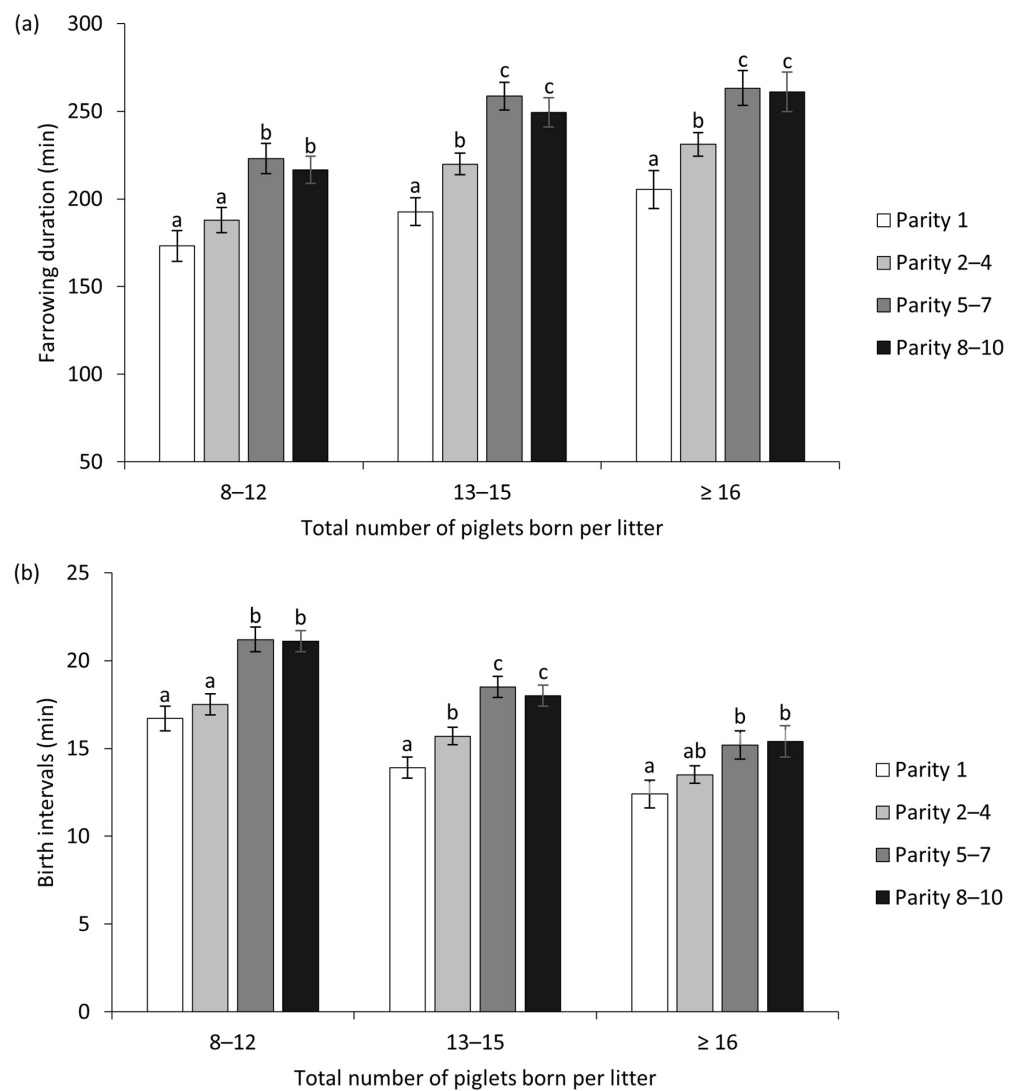 (a)
Farrowing duration (min)
300
250
200
150
100
50
a a b b
a b c c
a b c c
8–12 13–15 ≥ 16
Total number of piglets born per litter
Parity 1
Parity 2–4
Parity 5–7
Parity 8–10
(b)
Birth intervals (min)
25
20
15
10
5
0
a a b b
a b c c
a ab b b
8–12 13–15 ≥ 16
Total number of piglets born per litter
Parity 1
Parity 2–4
Parity 5–7
Parity 8–10